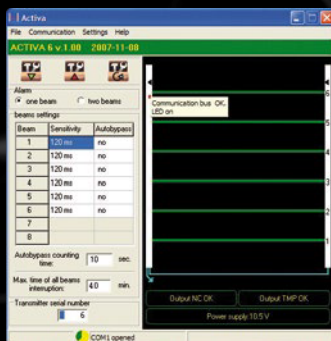 Activa
File Communication Settings Help
ACTIVA 6 v.1.00 2007-11-08
Alarm
one beam two beams
beams settings
Beam Sensitivity Autobypass
1 120 ms no
2 120 ms no
3 120 ms no
4 120 ms no
5 120 ms no
6 120 ms no
7
8
Autobypass counting
time: 10 sec.
Max. time of all beams
interruption: 40 min.
Transmitter serial number
6
COM1 opened
Communication bus OK,
LED on
6
5
4
3
2
1
Output NC OK Output TMP OK
Power supply:10.5 V